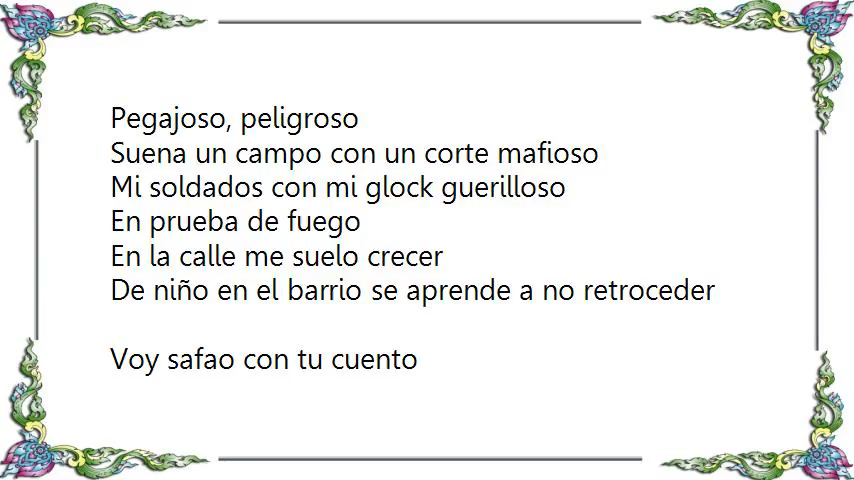 Pegajoso, peligroso
Suena un campo con un corte mafioso
Mi soldados con mi glock guerilloso
En prueba de fuego
En la calle me suelo crecer
De niño en el barrio se aprende a no retroceder
Voy safao con tu cuento